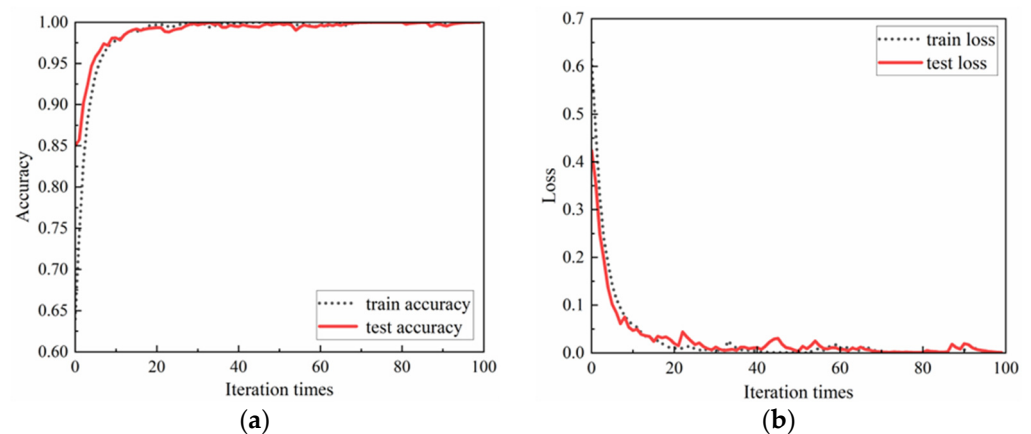 1.00
0.95
0.90
0.85
0.80
0.75
0.70
0.65
0.60
Accuracy
train accuracy
test accuracy
0 20 40 60 80 100
Iteration times
(a)
0.7
0.6
0.5
0.4
0.3
0.2
0.1
0.0
Loss
train loss
test loss
0 20 40 60 80 100
Iteration times
(b)